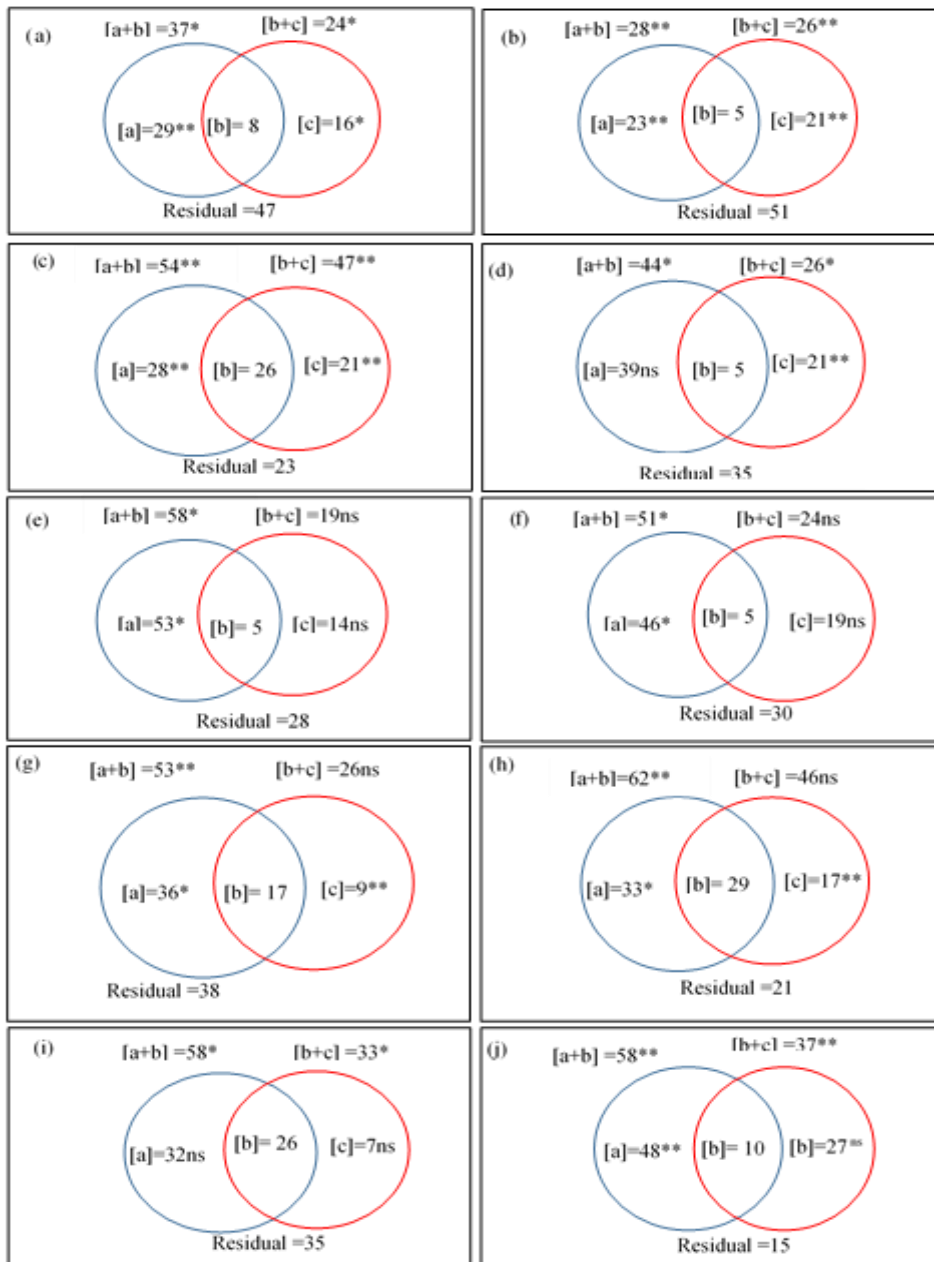 (a)
[a+b] =37*
[b+c] =24*
[a]=29**
[b]= 8
[c]=16*
Residual =47
(b)
[a+b] =28**
[b+c] =26**
[a]=23**
[b]= 5
[c]=21**
Residual =51
(c)
[a+b] =54**
[b+c] =47**
[a]=28**
[b]= 26
[c]=21**
Residual =23
(d)
[a+b] =44*
[b+c] =26*
[a]=39ns
[b]= 5
[c]=21**
Residual =35
(e)
[a+b] =58*
[b+c] =19ns
[a]=53*
[b]= 5
[c]=14ns
Residual =28
(f)
[a+b] =51*
[b+c] =24ns
[a]=46*
[b]= 5
[c]=19ns
Residual =30
(g)
[a+b] =53**
[b+c] =26ns
[a]=36*
[b]= 17
[c]=9**
Residual =38
(h)
[a+b]=62**
[b+c] =46ns
[a]=33*
[b]= 29
[c]=17**
Residual =21
(i)
[a+b] =58*
[b+c] =33*
[a]=32ns
[b]= 26
[c]=7ns
Residual =35
(j)
[a+b] =58**
[b+c] =37**
[a]=48**
[b]= 10
[b]=27ns
Residual =15